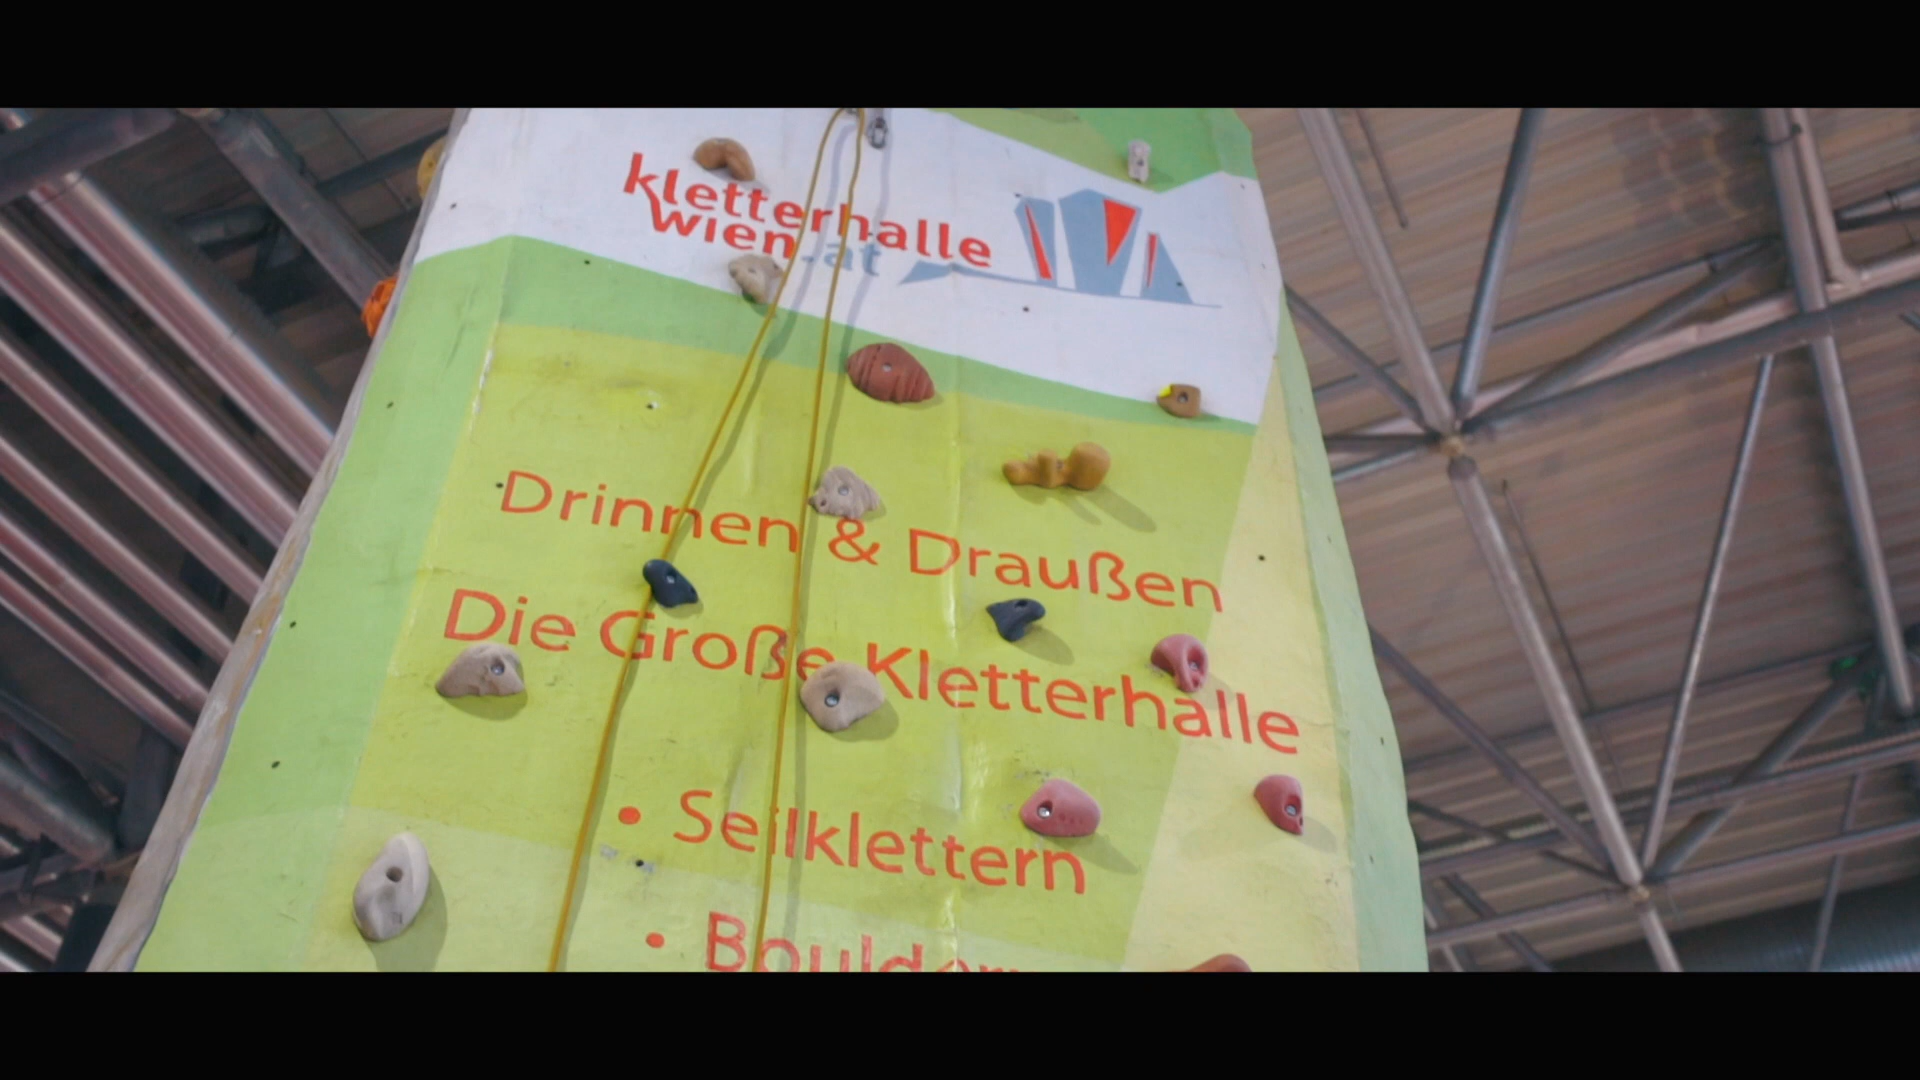 kletterhalle
wien.at
Drinnen & Draußen
Die Große Kletterhalle
• Seilklettern